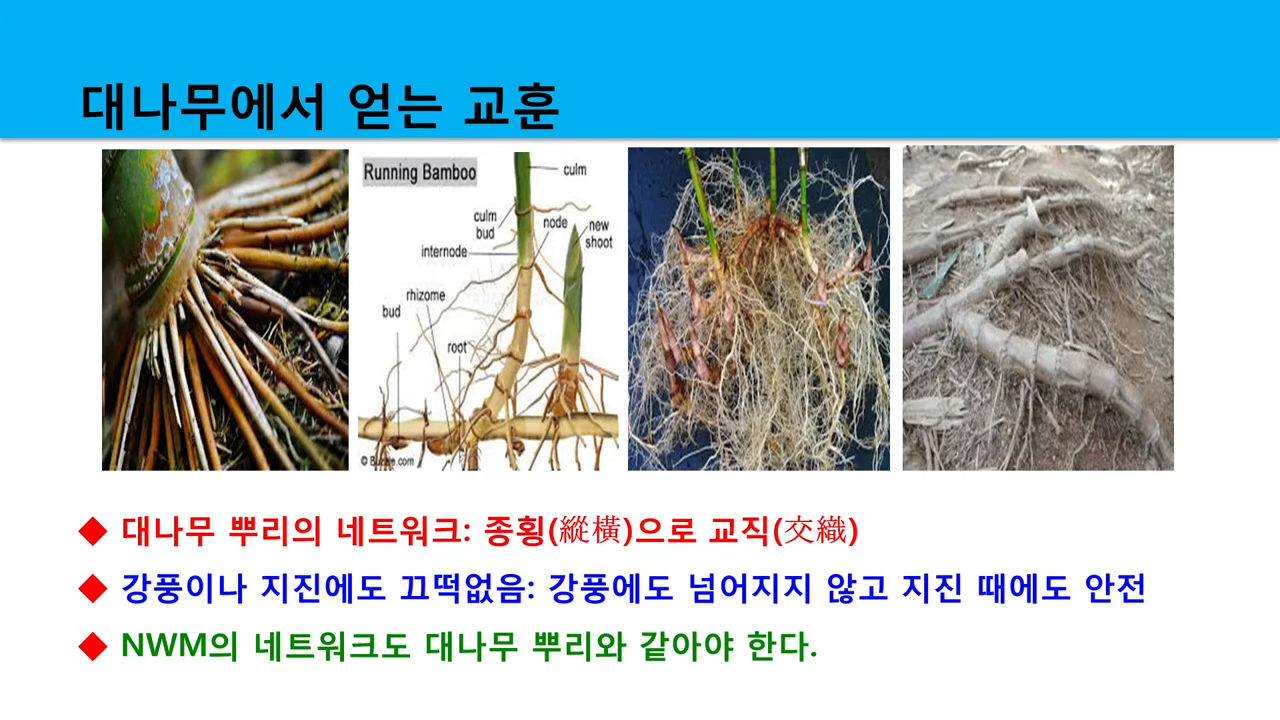 대나무에서 얻는 교훈
Running Bamboo
culm
culm bud
node
new shoot
internode
rhizome
bud
root
◆ 대나무 뿌리의 네트워크: 종횡(縱橫)으로 교직(交織)
◆ 강풍이나 지진에도 끄떡없음: 강풍에도 넘어지지 않고 지진 때에도 안전
◆ NWM의 네트워크도 대나무 뿌리와 같아야 한다.